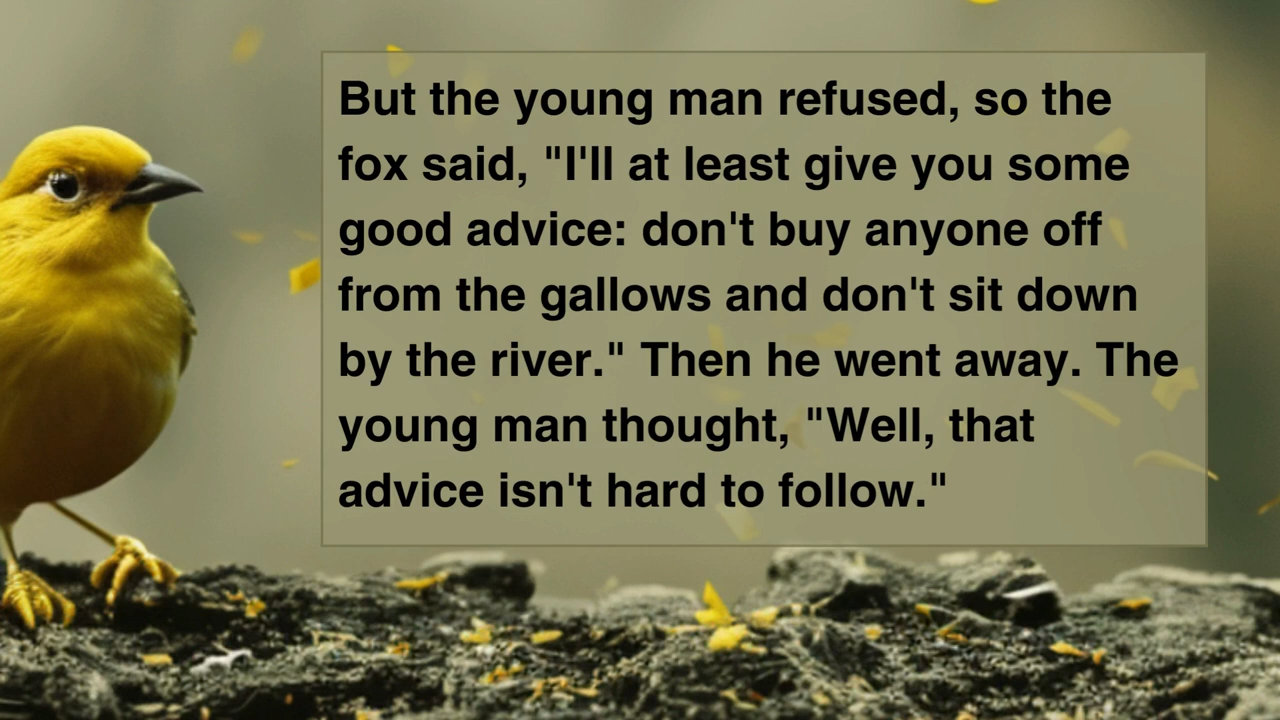 But the young man refused, so the
fox said, "I'll at least give you some
good advice: don't buy anyone off
from the gallows and don't sit down
by the river." Then he went away. The
young man thought, "Well, that
advice isn't hard to follow."